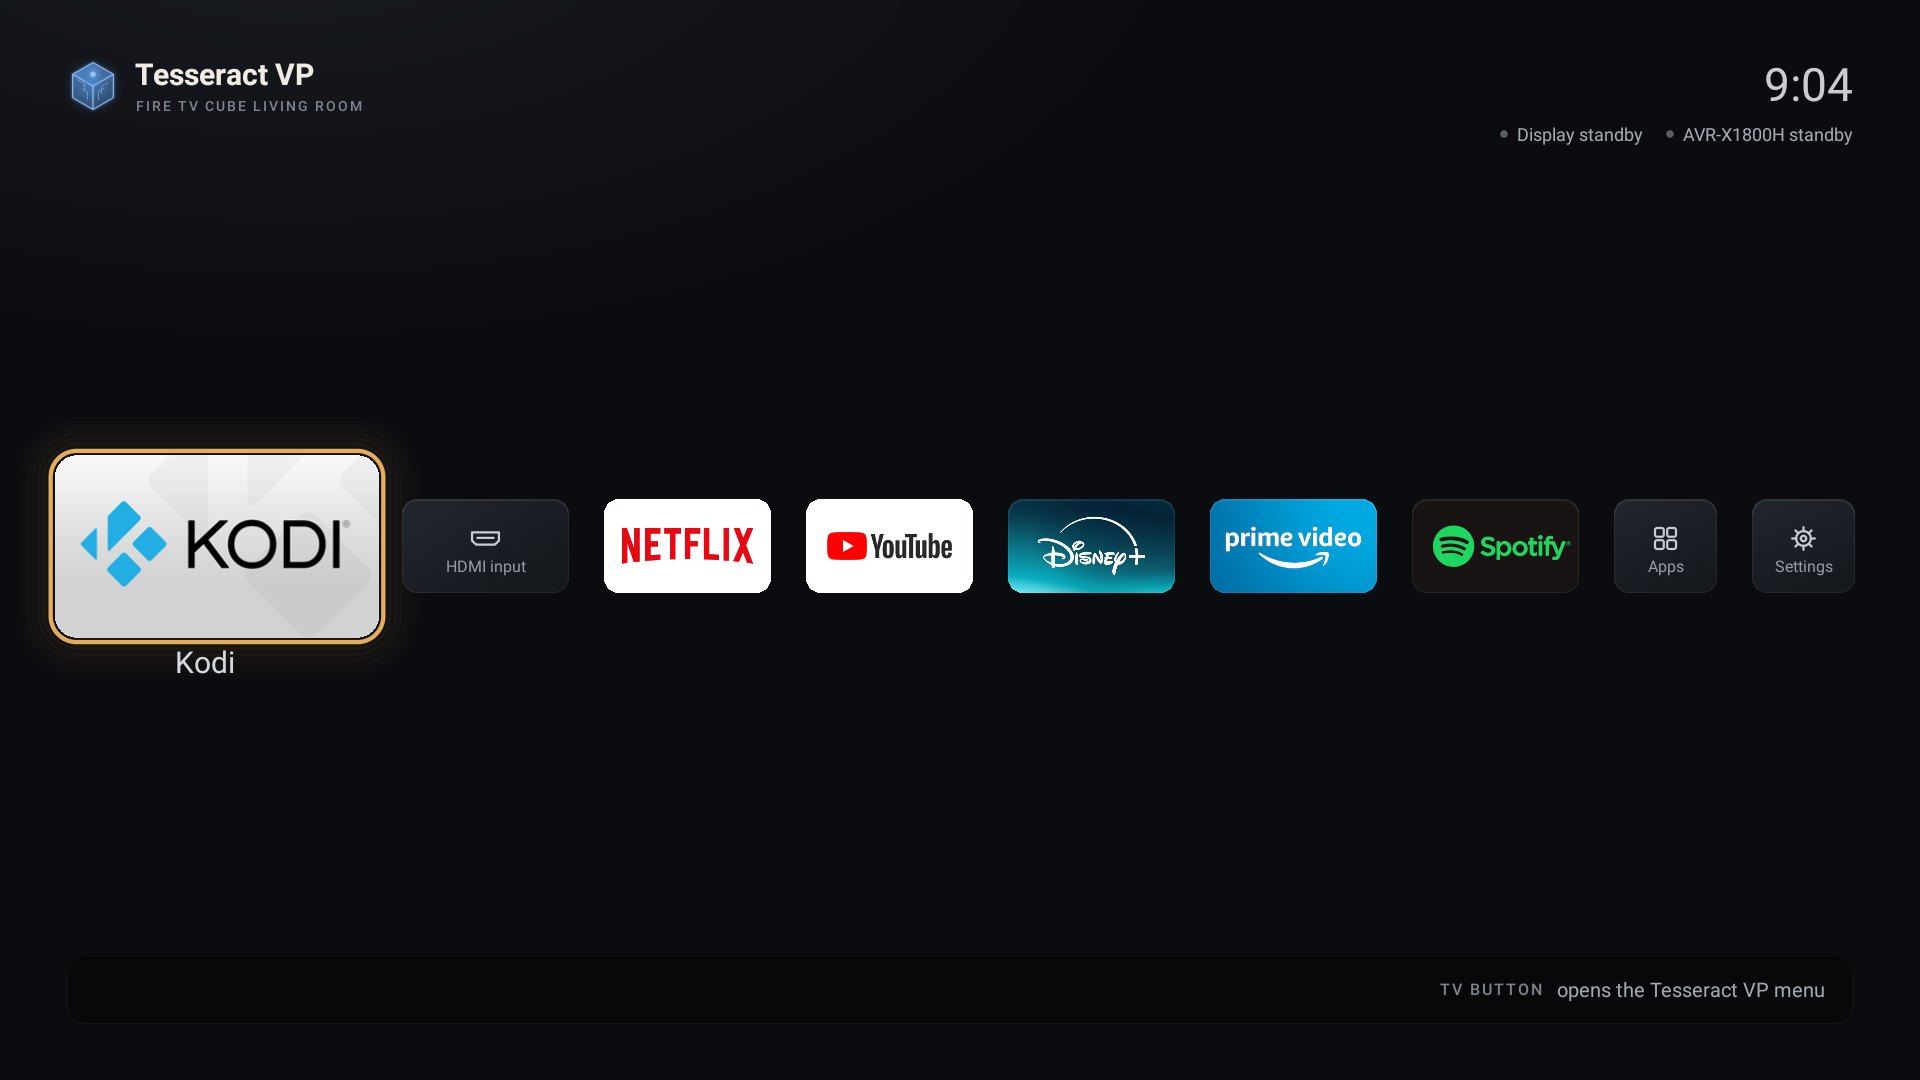 Tesseract VP
FIRE TV CUBE LIVING ROOM
9:04
Display standby
AVR-X1800H standby
KODI®
Kodi
HDMI input
NETFLIX
YouTube
Disney+
prime video
Spotify®
Apps
Settings
TV BUTTON opens the Tesseract VP menu